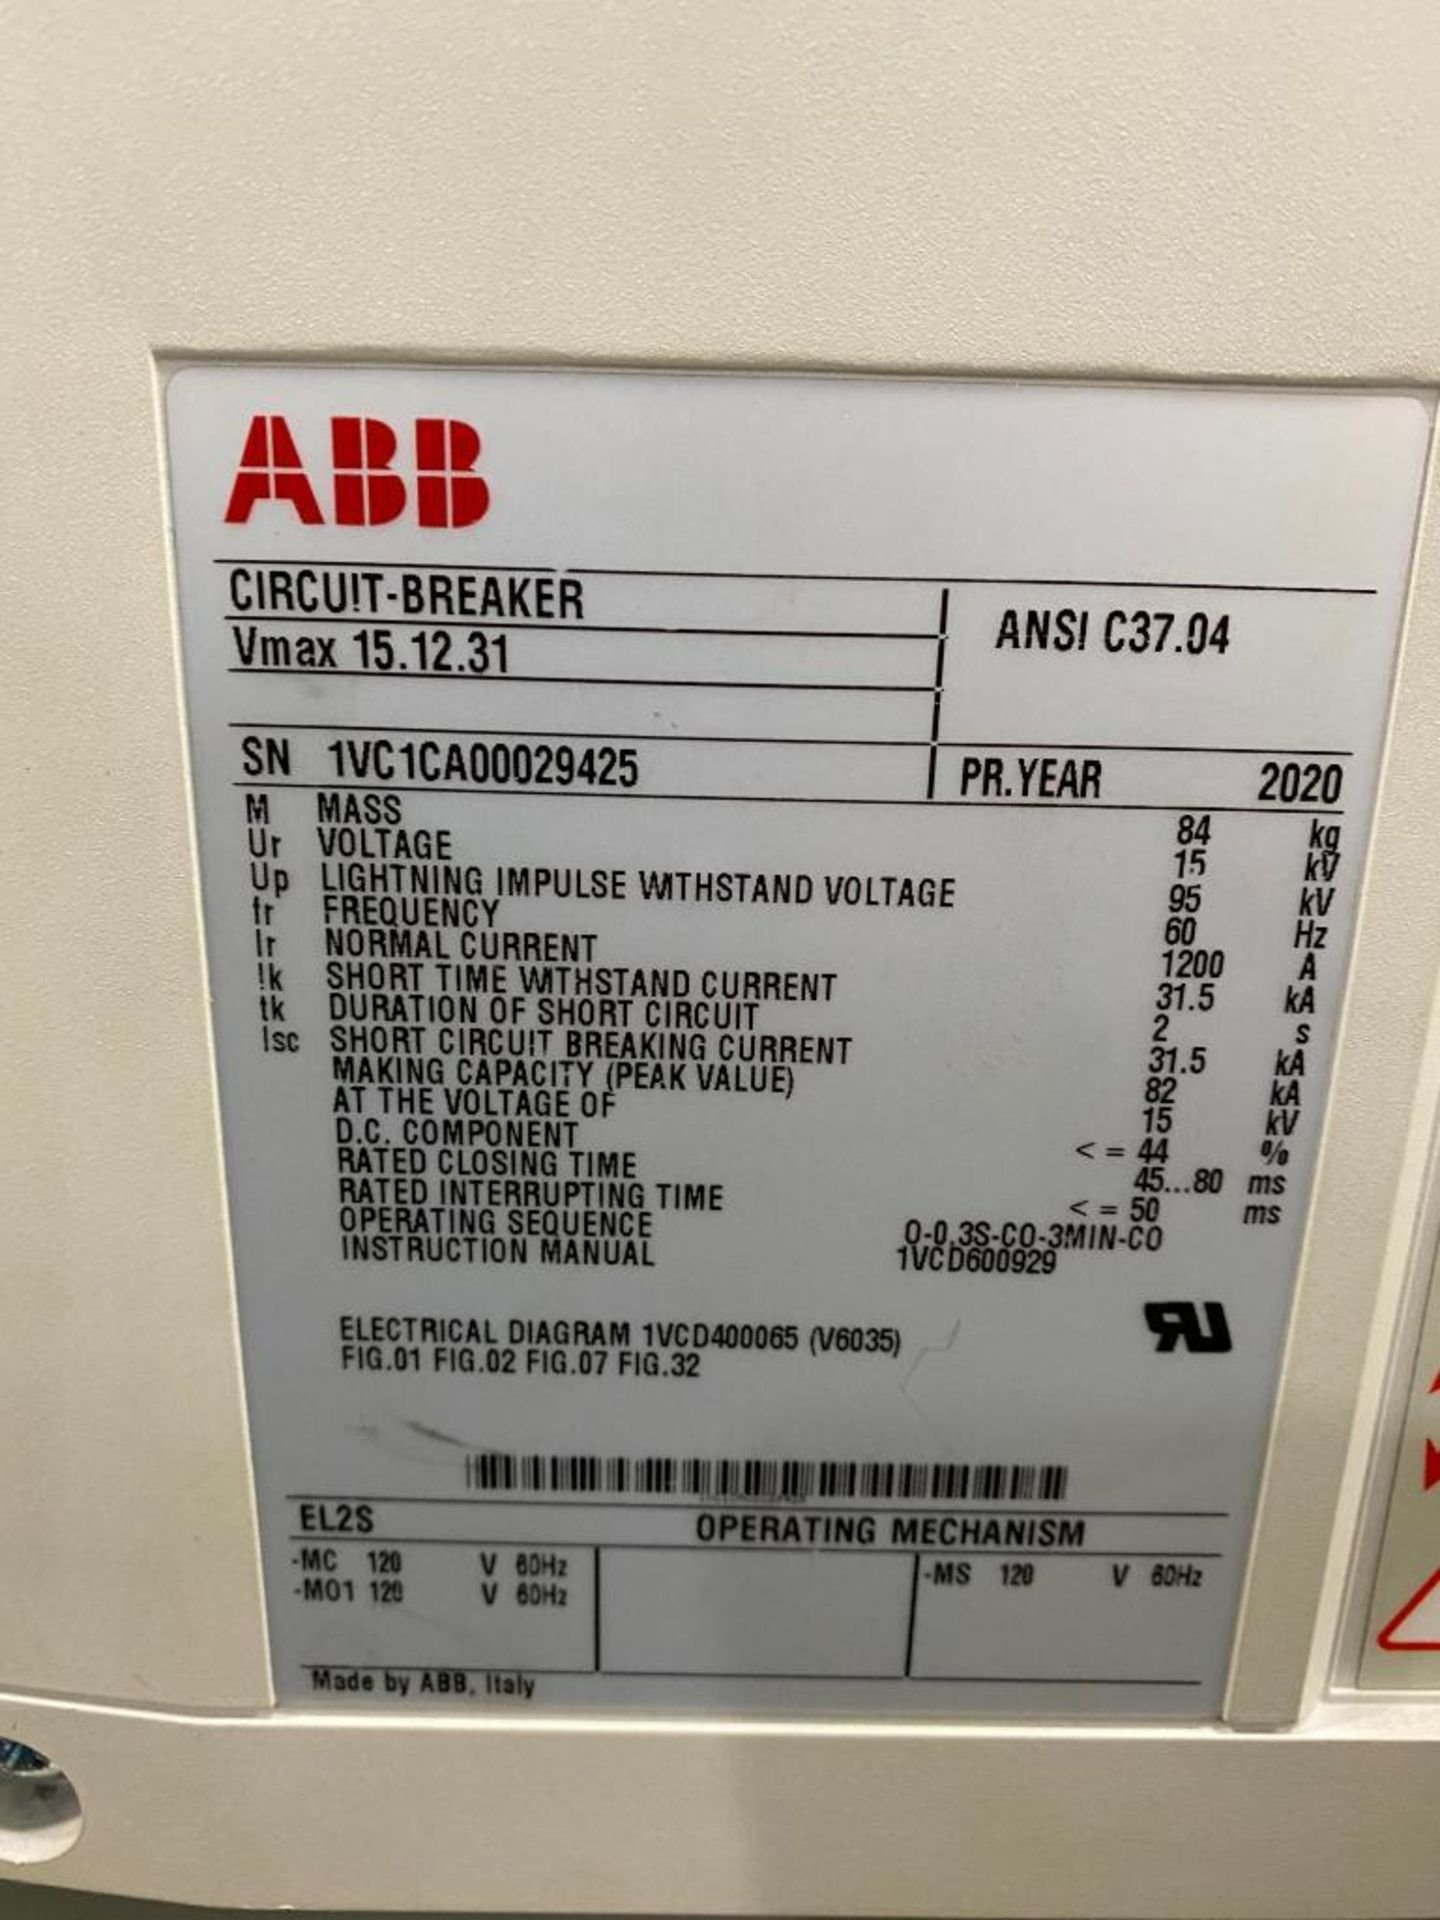 ABB
CIRCUIT-BREAKER
ANSI C37.04
Vmax 15.12.31
SN 1VC1CA00029425 PR.YEAR 2020
M MASS 84 kg
Ur VOLTAGE 15 kV
Up LIGHTNING IMPULSE WITHSTAND VOLTAGE 95 kV
fr FREQUENCY 60 Hz
Ir NORMAL CURRENT 1200 A
Ik SHORT TIME WITHSTAND CURRENT 31.5 kA
tk DURATION OF SHORT CIRCUIT 2 s
Isc SHORT CIRCUIT BREAKING CURRENT 31.5 kA
MAKING CAPACITY (PEAK VALUE) 82 kA
AT THE VOLTAGE OF 15 kV
D.C. COMPONENT <= 44 %
RATED CLOSING TIME 45...80 ms
RATED INTERRUPTING TIME <= 50 ms
OPERATING SEQUENCE O-0.3S-CO-3MIN-CO
INSTRUCTION MANUAL 1VCD600929
ELECTRICAL DIAGRAM 1VCD400065 (V6035)
FIG.01 FIG.02 FIG.07 FIG.32
EL2S OPERATING MECHANISM
-MC 120 V 60Hz -MS 120 V 60Hz
-MO1 120 V 60Hz
Made by ABB, Italy